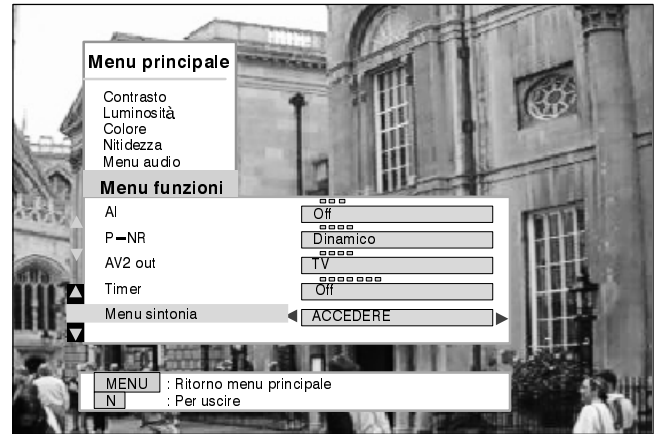 Menu principale
Contrasto
Luminosità
Colore
Nitidezza
Menu audio
Menu funzioni
AI Off
P–NR Dinamico
AV2 out TV
Timer Off
Menu sintonia ACCEDERE
MENU : Ritorno menu principale
N : Per uscire